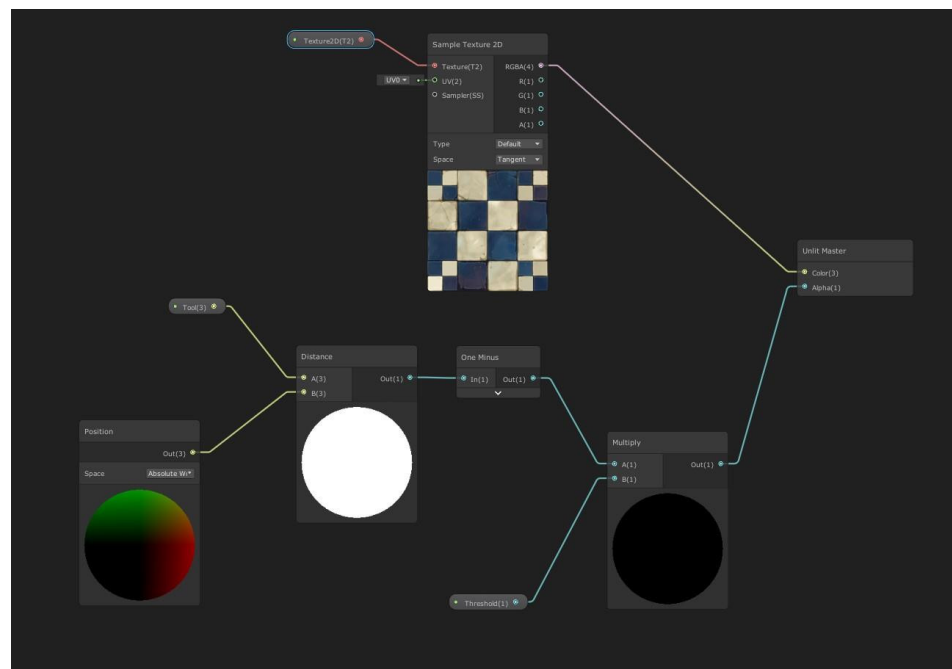 Texture2D(T2)
Sample Texture 2D
Texture(T2) RGBA(4)
UV0 UV(2) R(1)
Sampler(SS) G(1)
B(1)
A(1)
Type Default
Space Tangent
Unlit Master
Color(3)
Alpha(1)
Tool(3)
Distance
A(3) Out(1)
B(3)
One Minus
In(1) Out(1)
Position
Out(3)
Space Absolute W
Multiply
A(1) Out(1)
B(1)
Threshold(1)